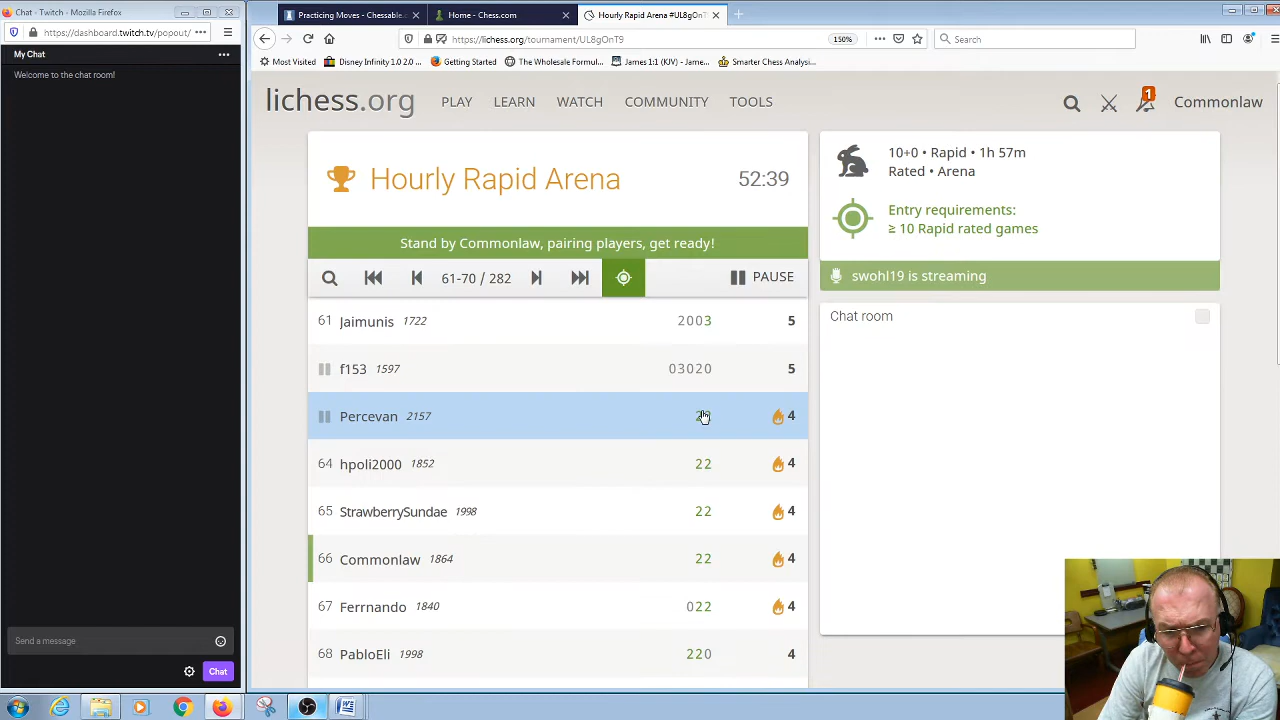 Chat - Twitch - Mozilla Firefox
https://dashboard.twitch.tv/popout/
My Chat
Welcome to the chat room!
Send a message
Chat
Practicing Moves - Chessable
Home - Chess.com
Hourly Rapid Arena #UL8gOnT
https://lichess.org/tournament/UL8gOnT9
150%
Search
Most Visited
Disney Infinity 1.0 2.0 ...
Getting Started
The Wholesale Formul...
James 1:1 (KJV) - Jame...
Smarter Chess Analysi...
lichess.org
PLAY
LEARN
WATCH
COMMUNITY
TOOLS
1
Commonlaw
Hourly Rapid Arena
52:39
Stand by Commonlaw, pairing players, get ready!
61-70 / 282
PAUSE
61 Jaimunis 1722 2003 5
f153 1597 03020 5
Percevan 2157 4
64 hpoli2000 1852 22 4
65 StrawberrySundae 1998 22 4
66 Commonlaw 1864 22 4
67 Ferrnando 1840 022 4
68 PabloEli 1998 220 4
10+0 • Rapid • 1h 57m
Rated • Arena
Entry requirements:
≥ 10 Rapid rated games
swohl19 is streaming
Chat room